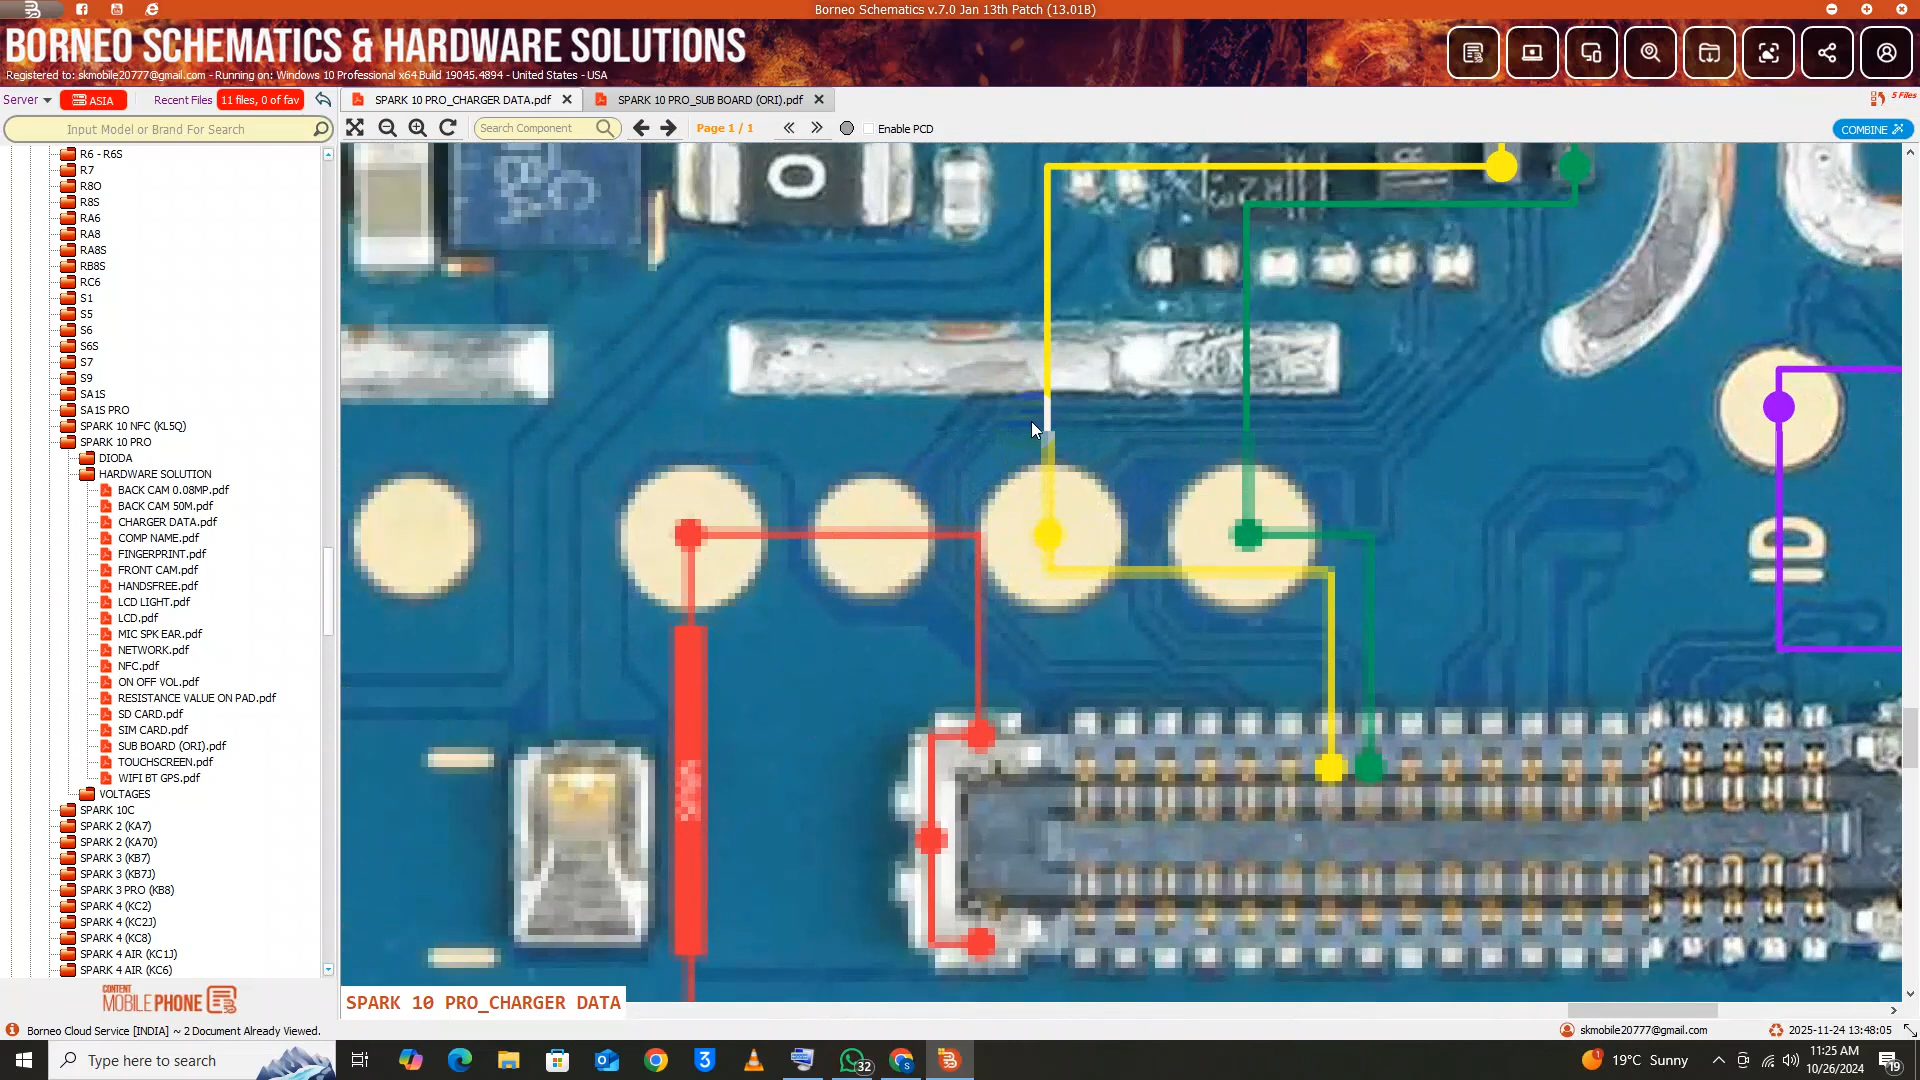 Borneo Schematics v.7.0 Jan 13th Patch (13.01B)
BORNEO SCHEMATICS & HARDWARE SOLUTIONS
Registered to: skmobile20777@gmail.com - Running on: Windows 10 Professional x64 Build 19045.4894 - United States - USA
Server
ASIA
Recent Files
11 files, 0 of fav
SPARK 10 PRO_CHARGER DATA.pdf
SPARK 10 PRO_SUB BOARD (ORI).pdf
5 Files
Input Model or Brand For Search
Search Component
Page 1 / 1
Enable PCD
COMBINE
R6 - R6S
R7
R8O
R8S
RA6
RA8
RA8S
RB8S
RC6
S1
S5
S6
S6S
S7
S9
SA1S
SA1S PRO
SPARK 10 NFC (KL5Q)
SPARK 10 PRO
DIODA
HARDWARE SOLUTION
BACK CAM 0.08MP.pdf
BACK CAM 50M.pdf
CHARGER DATA.pdf
COMP NAME.pdf
FINGERPRINT.pdf
FRONT CAM.pdf
HANDSFREE.pdf
LCD LIGHT.pdf
LCD.pdf
MIC SPK EAR.pdf
NETWORK.pdf
NFC.pdf
ON OFF VOL.pdf
RESISTANCE VALUE ON PAD.pdf
SD CARD.pdf
SIM CARD.pdf
SUB BOARD (ORI).pdf
TOUCHSCREEN.pdf
WIFI BT GPS.pdf
VOLTAGES
SPARK 10C
SPARK 2 (KA7)
SPARK 2 (KA70)
SPARK 3 (KB7)
SPARK 3 (KB7J)
SPARK 3 PRO (KB8)
SPARK 4 (KC2)
SPARK 4 (KC2J)
SPARK 4 (KC8)
SPARK 4 AIR (KC1J)
SPARK 4 AIR (KC6)
ID
CONTENT
MOBILE PHONE
SPARK 10 PRO_CHARGER DATA
Borneo Cloud Service [INDIA] ~ 2 Document Already Viewed.
skmobile20777@gmail.com
2025-11-24 13:48:05
Type here to search
32
19°C Sunny
11:25 AM
10/26/2024
19